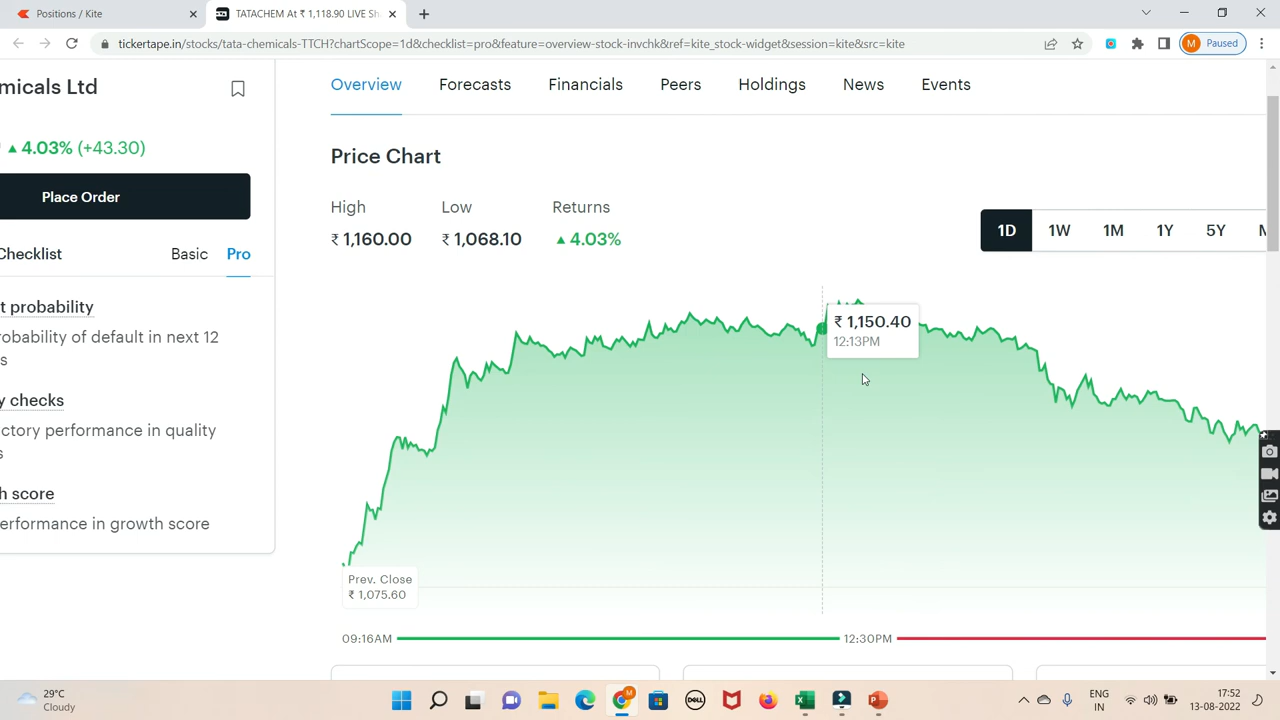 Positions / Kite
TATACHEM At ₹ 1,118.90 LIVE Sh
tickertape.in/stocks/tata-chemicals-TTCH?chartScope=1d&checklist=pro&feature=overview-stock-invchk&ref=kite_stock-widget&session=kite&src=kite
M Paused
micals Ltd
Overview Forecasts Financials Peers Holdings News Events
4.03% (+43.30)
Price Chart
Place Order
High Low Returns
₹ 1,160.00 ₹ 1,068.10 4.03%
1D 1W 1M 1Y 5Y M
Checklist Basic Pro
t probability
robability of default in next 12
s
₹ 1,150.40
12:13PM
y checks
ctory performance in quality
s
h score
erformance in growth score
Prev. Close
₹ 1,075.60
09:16AM 12:30PM
29°C
Cloudy
DELL
M
ENG
IN
17:52
13-08-2022